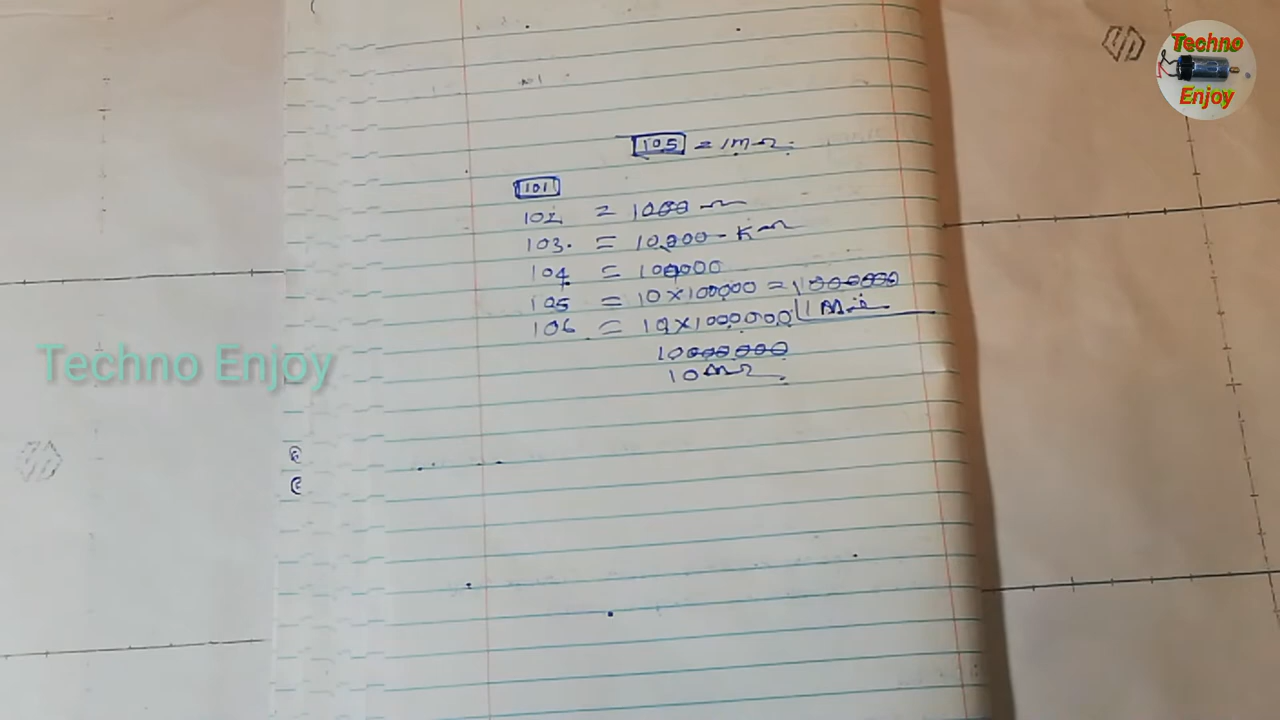 Techno
Enjoy
105 = 1MΩ.
101
102 = 1000 Ω
103. = 10,000 - KΩ
104 = 100000
105 = 10×100000 = 1000000
106 = 10×1000000 1MΩ
10000000
10MΩ
Techno Enjoy